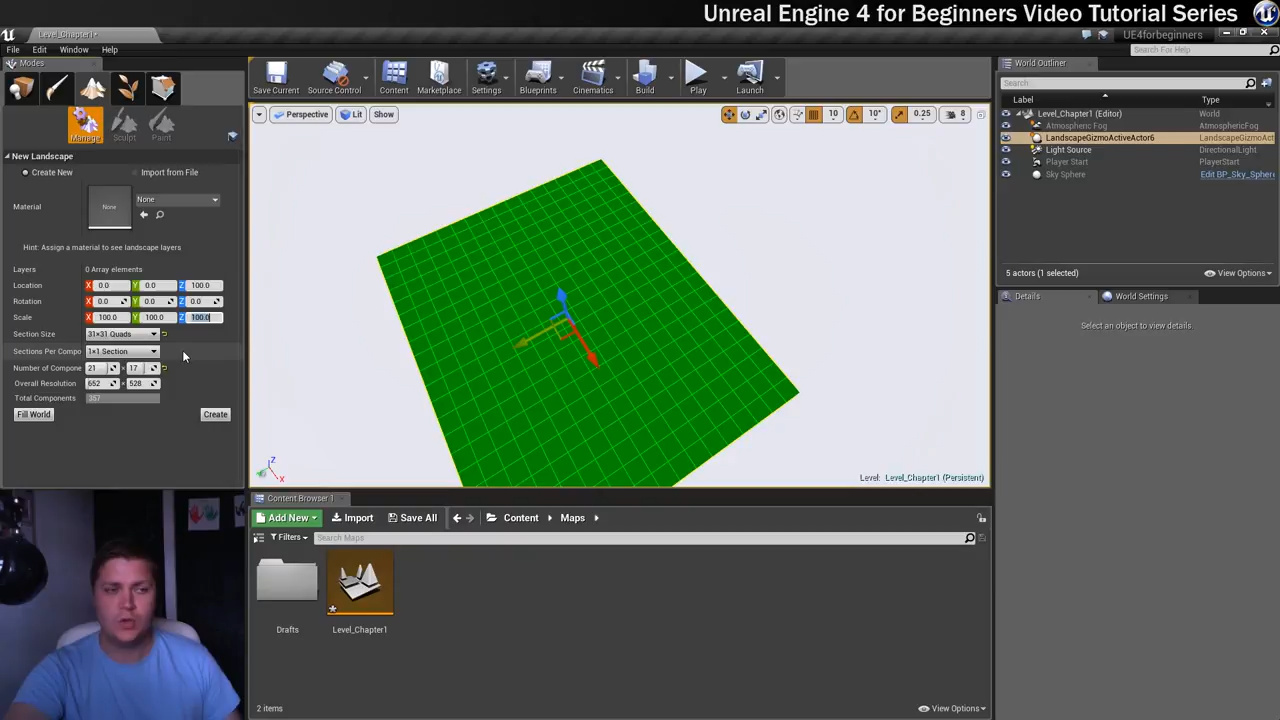 Unreal Engine 4 for Beginners Video Tutorial Series
Level_Chapter1*
UE4forbeginners
File Edit Window Help
Search For Help
Modes
Save Current Source Control Content Marketplace Settings Blueprints Cinematics Build Play Launch
World Outliner
Search
Label Type
Level_Chapter1 (Editor) World
Atmospheric Fog AtmosphericFog
LandscapeGizmoActiveActor6 LandscapeGizmoAct
Light Source DirectionalLight
Player Start PlayerStart
Sky Sphere Edit BP_Sky_Sphere
5 actors (1 selected) View Options
Details World Settings
Select an object to view details.
Manage Sculpt Paint
New Landscape
Create New Import from File
Material None None
Hint: Assign a material to see landscape layers
Layers 0 Array elements
Location X 0.0 Y 0.0 Z 100.0
Rotation X 0.0 Y 0.0 Z 0.0
Scale X 100.0 Y 100.0 Z 100.0
Section Size 31×31 Quads
Sections Per Compo 1×1 Section
Number of Compone 21 × 17
Overall Resolution 652 × 528
Total Components 357
Fill World Create
Perspective Lit Show 10 10° 0.25 8
Z
X
Level: Level_Chapter1 (Persistent)
Content Browser 1
Add New Import Save All Content Maps
Filters Search Maps
Drafts Level_Chapter1
2 items View Options